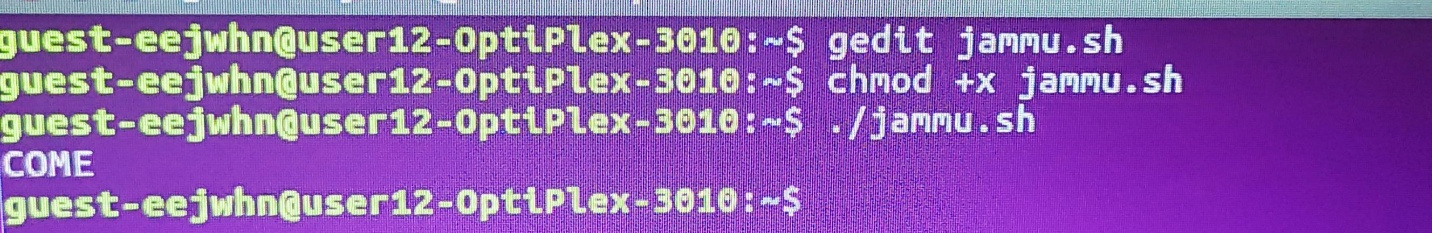 guest-eejwhn@user12-OptiPlex-3010:~$ gedit jammu.sh
guest-eejwhn@user12-OptiPlex-3010:~$ chmod +x jammu.sh
guest-eejwhn@user12-OptiPlex-3010:~$ ./jammu.sh
COME
guest-eejwhn@user12-OptiPlex-3010:~$